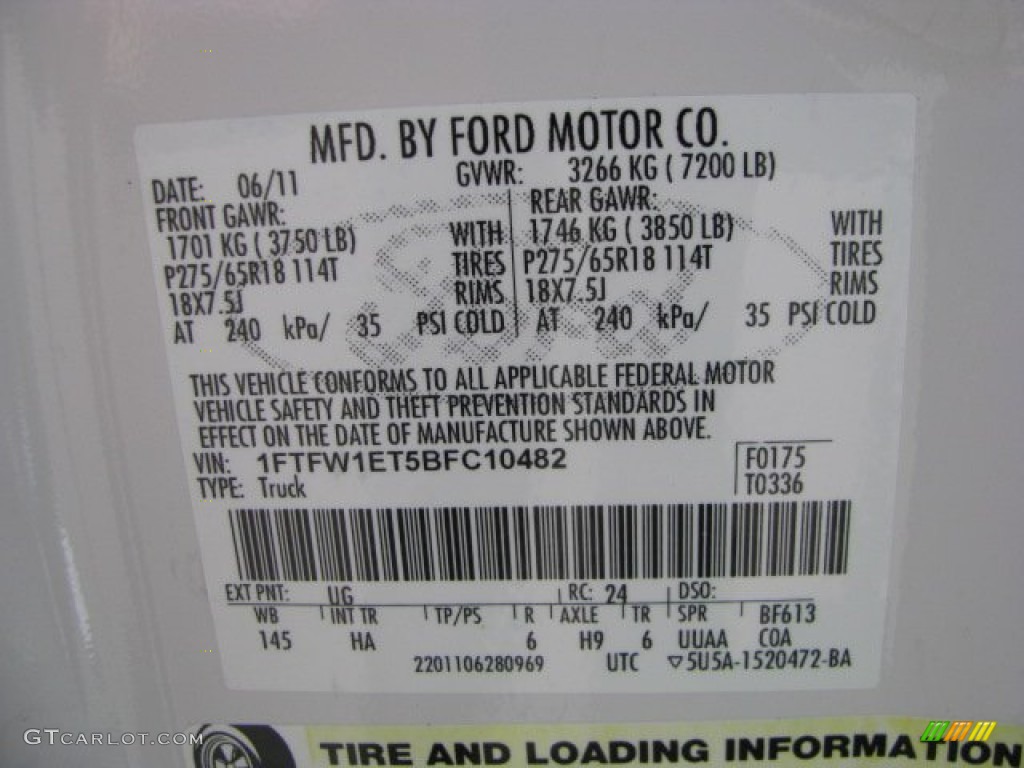 MFD. BY FORD MOTOR CO.
DATE: 06/11 GVWR: 3266 KG ( 7200 LB)
FRONT GAWR: REAR GAWR:
1701 KG ( 3750 LB) WITH 1746 KG ( 3850 LB) WITH
P275/65R18 114T TIRES P275/65R18 114T TIRES
18X7.5J RIMS 18X7.5J RIMS
AT 240 kPa/ 35 PSI COLD AT 240 kPa/ 35 PSI COLD
THIS VEHICLE CONFORMS TO ALL APPLICABLE FEDERAL MOTOR
VEHICLE SAFETY AND THEFT PREVENTION STANDARDS IN
EFFECT ON THE DATE OF MANUFACTURE SHOWN ABOVE.
VIN: 1FTFW1ET5BFC10482 F0175
TYPE: Truck T0336
EXT PNT: UG RC: 24 DSO:
WB INT TR TP/PS R AXLE TR SPR BF613
145 HA 6 H9 6 UUAA COA
2201106280969 UTC ▽5U5A-1520472-BA
TIRE AND LOADING INFORMATION
GTCARLOT.COM